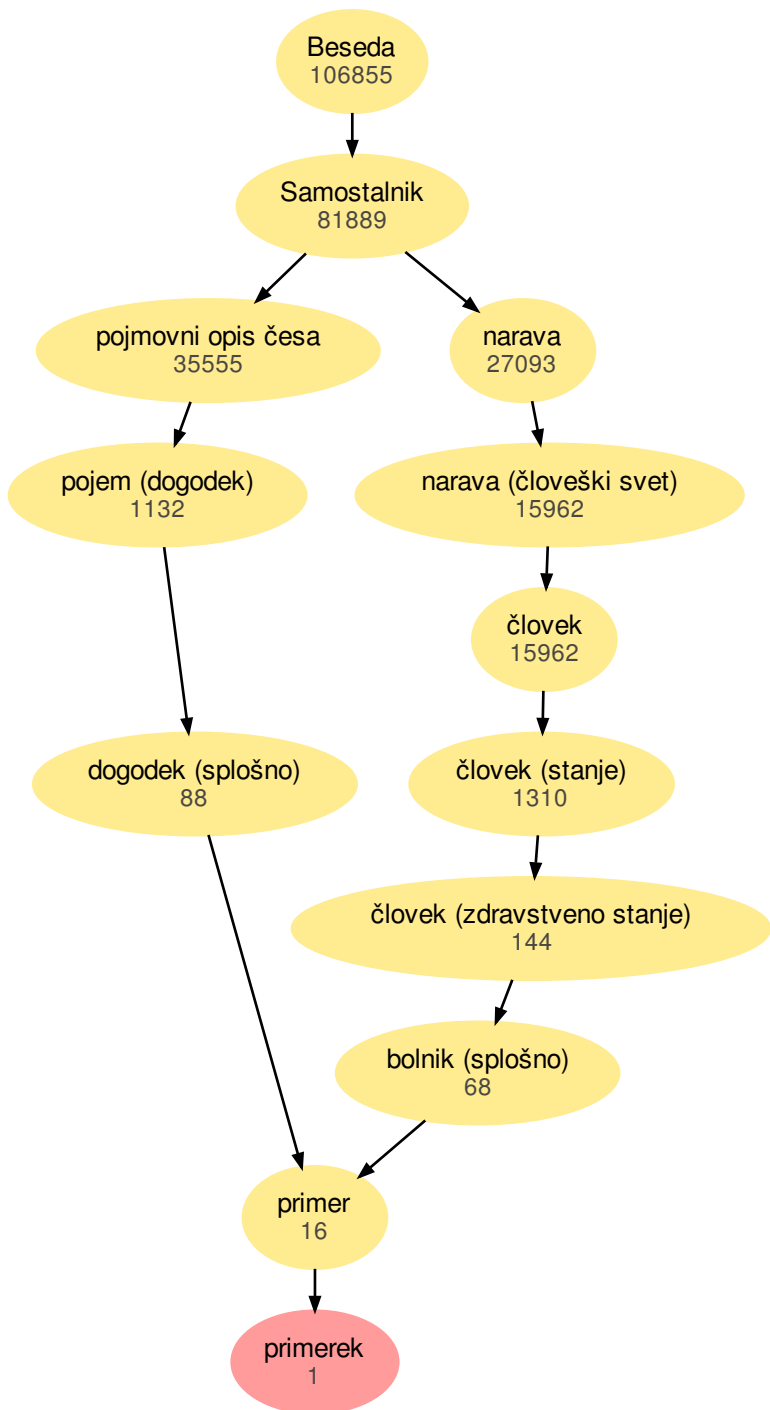 Beseda
106855
Samostalnik
81889
pojmovni opis česa
35555
narava
27093
pojem (dogodek)
1132
narava (človeški svet)
15962
človek
15962
dogodek (splošno)
88
človek (stanje)
1310
človek (zdravstveno stanje)
144
bolnik (splošno)
68
primer
16
primerek
1